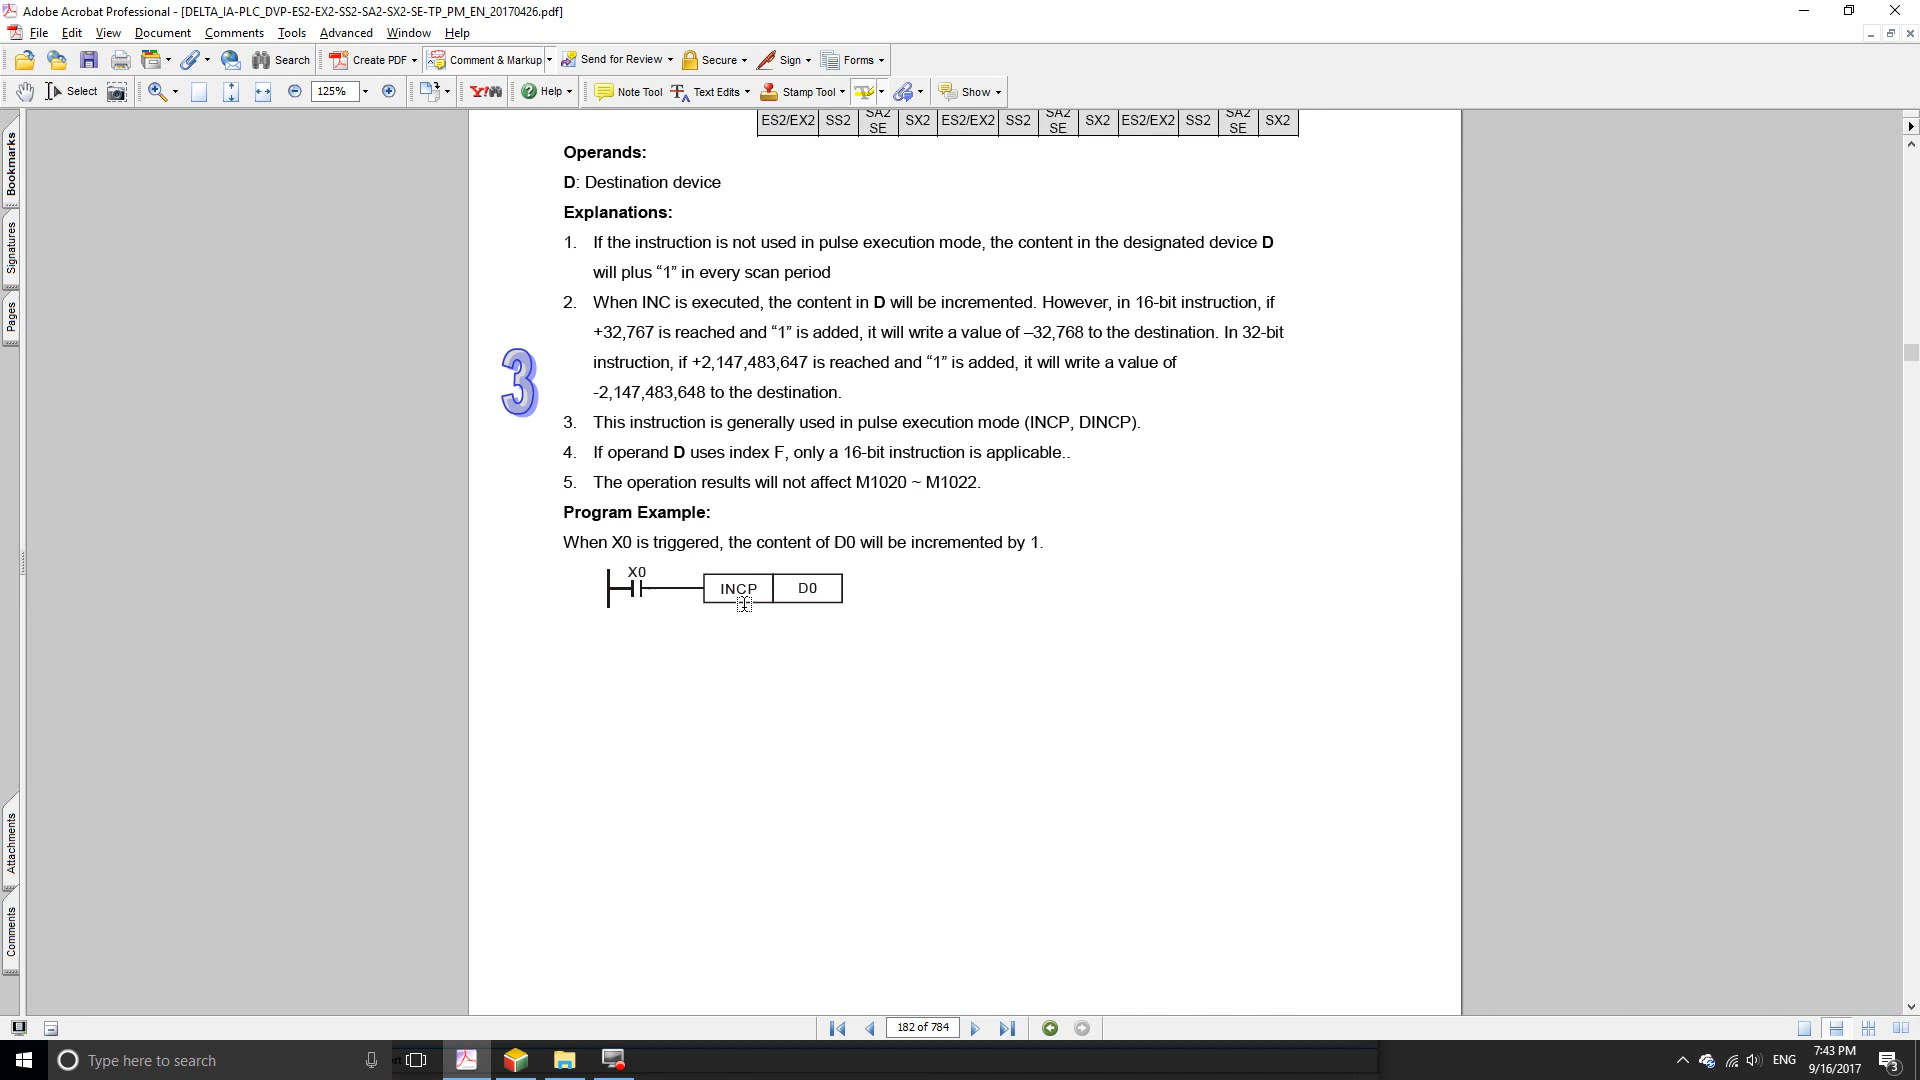 Adobe Acrobat Professional - [DELTA_IA-PLC_DVP-ES2-EX2-SS2-SA2-SX2-SE-TP_PM_EN_20170426.pdf]
File Edit View Document Comments Tools Advanced Window Help
Search Create PDF Comment & Markup Send for Review Secure Sign Forms
Select 125% Y! Help Note Tool Text Edits Stamp Tool Show
Bookmarks
Signatures
Pages
Attachments
Comments
ES2/EX2 SS2 SA2 SE SX2 ES2/EX2 SS2 SA2 SE SX2 ES2/EX2 SS2 SA2 SE SX2
Operands:
D: Destination device
Explanations:
1. If the instruction is not used in pulse execution mode, the content in the designated device D
will plus “1” in every scan period
2. When INC is executed, the content in D will be incremented. However, in 16-bit instruction, if
+32,767 is reached and “1” is added, it will write a value of –32,768 to the destination. In 32-bit
instruction, if +2,147,483,647 is reached and “1” is added, it will write a value of
-2,147,483,648 to the destination.
3
3. This instruction is generally used in pulse execution mode (INCP, DINCP).
4. If operand D uses index F, only a 16-bit instruction is applicable..
5. The operation results will not affect M1020 ~ M1022.
Program Example:
When X0 is triggered, the content of D0 will be incremented by 1.
X0
INCP D0
182 of 784
Type here to search
ENG
7:43 PM
9/16/2017
3